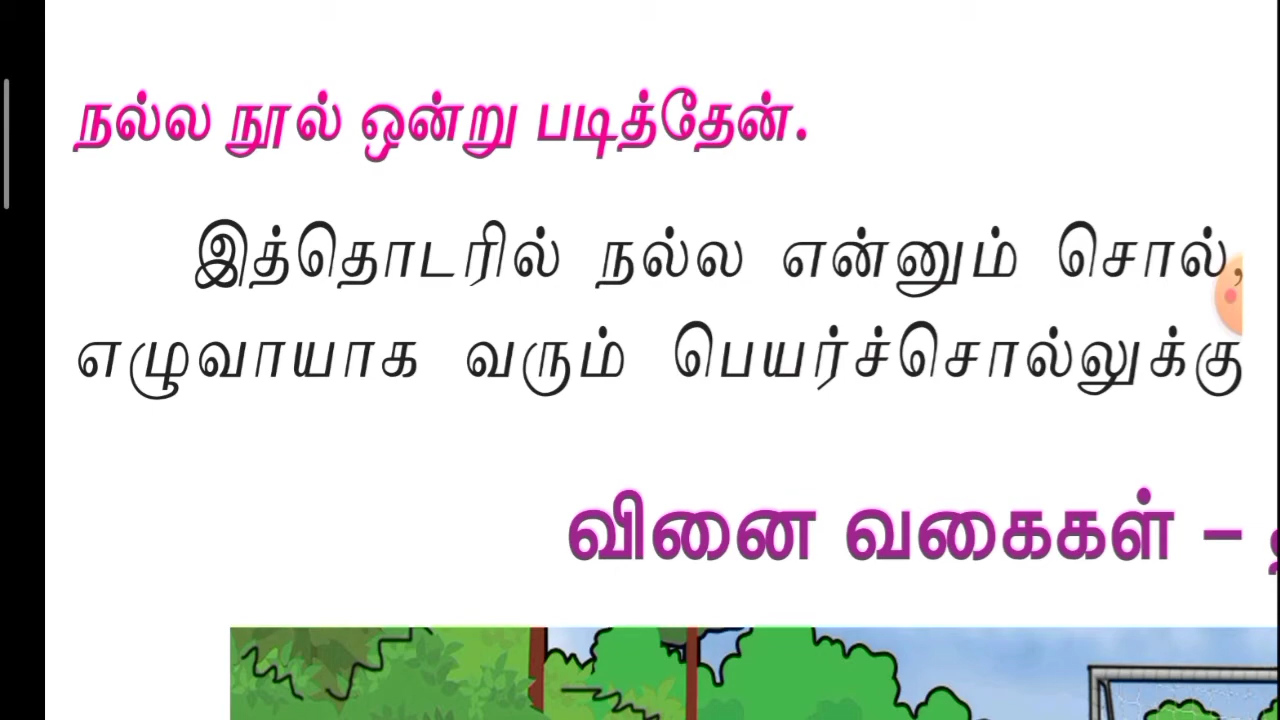 நல்ல நூல் ஒன்று படித்தேன்.
இத்தொடரில் நல்ல என்னும் சொல்,
எழுவாயாக வரும் பெயர்ச்சொல்லுக்கு
வினை வகைகள் –